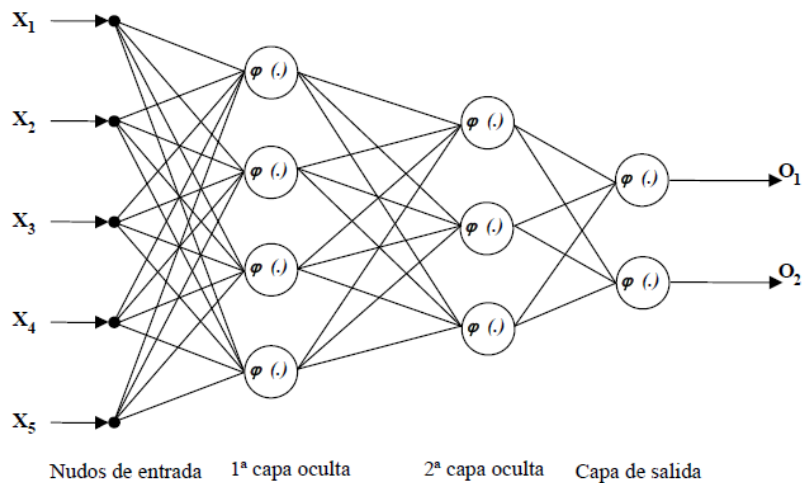 X1
X2
X3
X4
X5
φ (.)
φ (.)
φ (.)
φ (.)
φ (.)
φ (.)
φ (.)
φ (.)
φ (.)
O1
O2
Nudos de entrada
1ª capa oculta
2ª capa oculta
Capa de salida